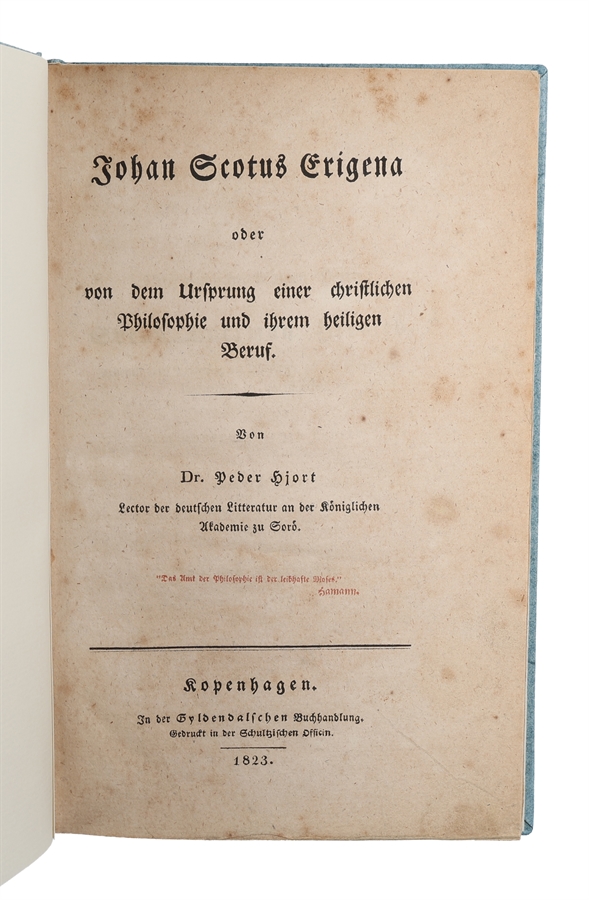 Johan Scotus Erigena
oder
von dem Ursprung einer christlichen
Philosophie und ihrem heiligen
Beruf.
Von
Dr. Peder Hjort
Lector der deutschen Litteratur an der Königlichen
Akademie zu Sorö.
"Das Amt der Philosophie ist der leibhafte Moses."
Hamann.
Kopenhagen.
In der Gyldendalschen Buchhandlung.
Gedruckt in der Schultzischen Officin.
1823.